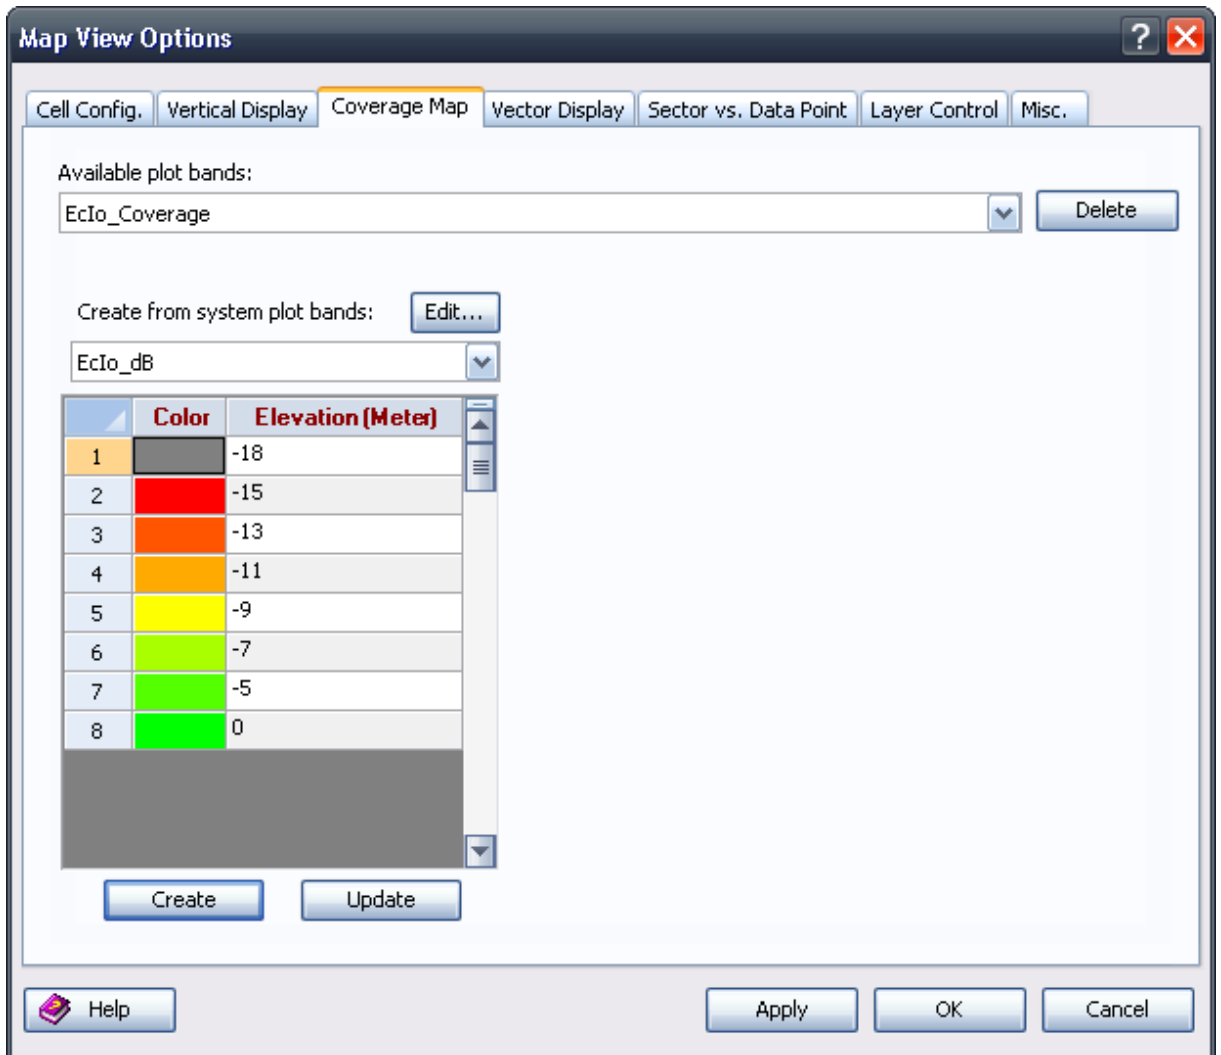 Map View Options
?
Cell Config. Vertical Display Coverage Map Vector Display Sector vs. Data Point Layer Control Misc.
Available plot bands:
EcIo_Coverage Delete
Create from system plot bands: Edit...
EcIo_dB
Color Elevation (Meter)
1 -18
2 -15
3 -13
4 -11
5 -9
6 -7
7 -5
8 0
Create Update
Help Apply OK Cancel